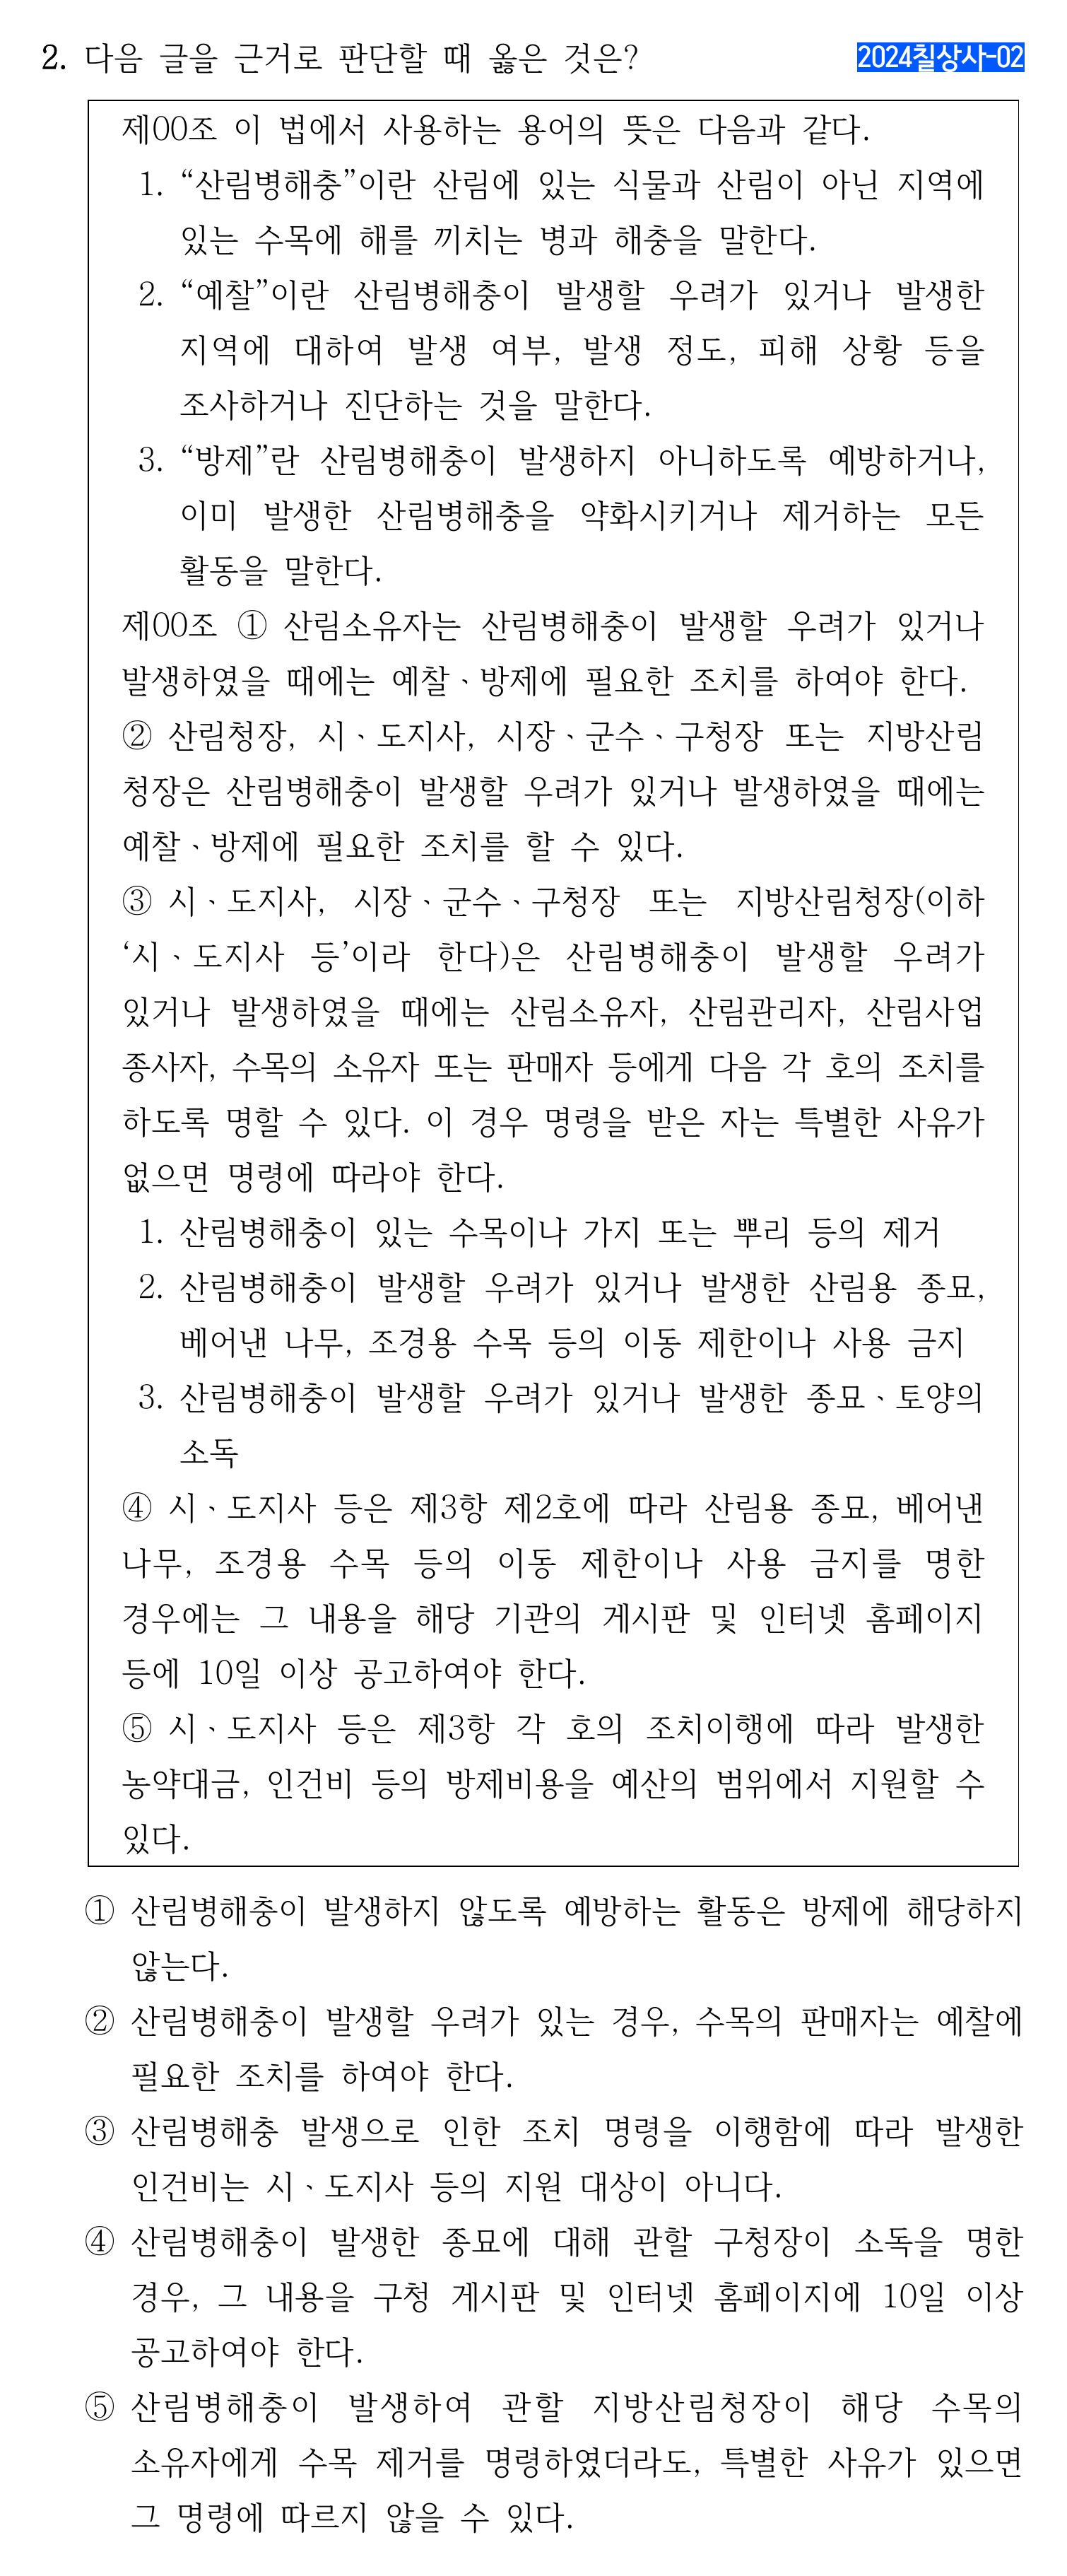 2. 다음 글을 근거로 판단할 때 옳은 것은?
2024칠상사-02
제00조 이 법에서 사용하는 용어의 뜻은 다음과 같다.
1. “산림병해충”이란 산림에 있는 식물과 산림이 아닌 지역에
있는 수목에 해를 끼치는 병과 해충을 말한다.
2. “예찰”이란 산림병해충이 발생할 우려가 있거나 발생한
지역에 대하여 발생 여부, 발생 정도, 피해 상황 등을
조사하거나 진단하는 것을 말한다.
3. “방제”란 산림병해충이 발생하지 아니하도록 예방하거나,
이미 발생한 산림병해충을 약화시키거나 제거하는 모든
활동을 말한다.
제00조 ① 산림소유자는 산림병해충이 발생할 우려가 있거나
발생하였을 때에는 예찰ㆍ방제에 필요한 조치를 하여야 한다.
② 산림청장, 시ㆍ도지사, 시장ㆍ군수ㆍ구청장 또는 지방산림
청장은 산림병해충이 발생할 우려가 있거나 발생하였을 때에는
예찰ㆍ방제에 필요한 조치를 할 수 있다.
③ 시ㆍ도지사, 시장ㆍ군수ㆍ구청장 또는 지방산림청장(이하
‘시ㆍ도지사 등’이라 한다)은 산림병해충이 발생할 우려가
있거나 발생하였을 때에는 산림소유자, 산림관리자, 산림사업
종사자, 수목의 소유자 또는 판매자 등에게 다음 각 호의 조치를
하도록 명할 수 있다. 이 경우 명령을 받은 자는 특별한 사유가
없으면 명령에 따라야 한다.
1. 산림병해충이 있는 수목이나 가지 또는 뿌리 등의 제거
2. 산림병해충이 발생할 우려가 있거나 발생한 산림용 종묘,
베어낸 나무, 조경용 수목 등의 이동 제한이나 사용 금지
3. 산림병해충이 발생할 우려가 있거나 발생한 종묘ㆍ토양의
소독
④ 시ㆍ도지사 등은 제3항 제2호에 따라 산림용 종묘, 베어낸
나무, 조경용 수목 등의 이동 제한이나 사용 금지를 명한
경우에는 그 내용을 해당 기관의 게시판 및 인터넷 홈페이지
등에 10일 이상 공고하여야 한다.
⑤ 시ㆍ도지사 등은 제3항 각 호의 조치이행에 따라 발생한
농약대금, 인건비 등의 방제비용을 예산의 범위에서 지원할 수
있다.
① 산림병해충이 발생하지 않도록 예방하는 활동은 방제에 해당하지
않는다.
② 산림병해충이 발생할 우려가 있는 경우, 수목의 판매자는 예찰에
필요한 조치를 하여야 한다.
③ 산림병해충 발생으로 인한 조치 명령을 이행함에 따라 발생한
인건비는 시ㆍ도지사 등의 지원 대상이 아니다.
④ 산림병해충이 발생한 종묘에 대해 관할 구청장이 소독을 명한
경우, 그 내용을 구청 게시판 및 인터넷 홈페이지에 10일 이상
공고하여야 한다.
⑤ 산림병해충이 발생하여 관할 지방산림청장이 해당 수목의
소유자에게 수목 제거를 명령하였더라도, 특별한 사유가 있으면
그 명령에 따르지 않을 수 있다.